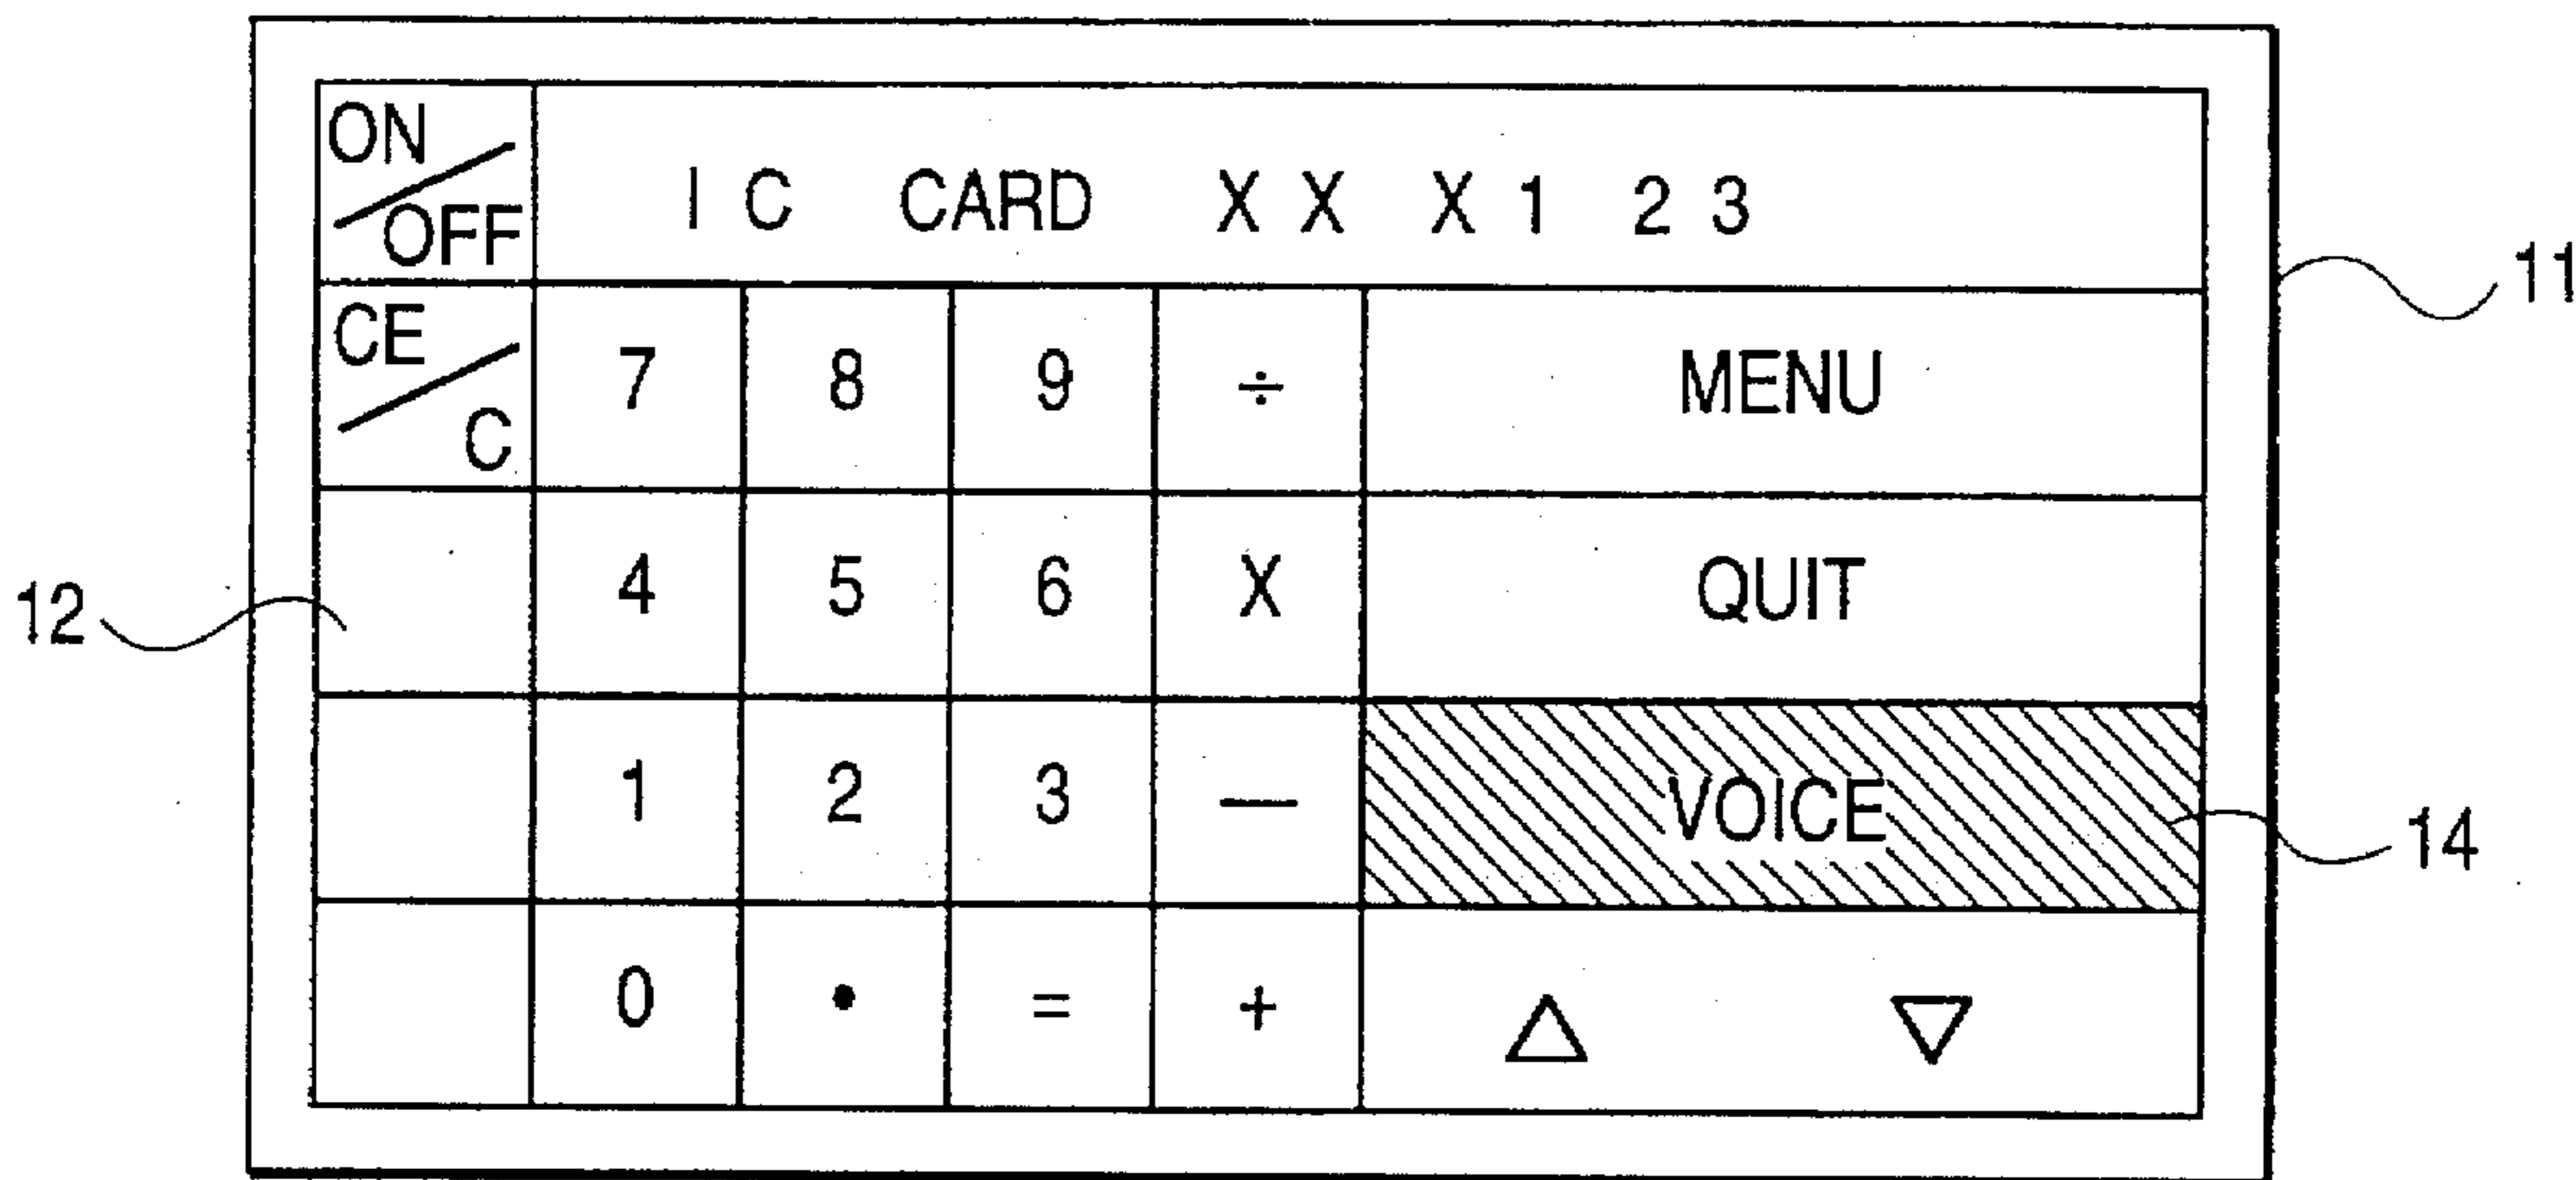 ON
OFF
I C CARD X X X 1 2 3
11
CE
C
7 8 9 ÷ MENU
12
4 5 6 X QUIT
1 2 3 — VOICE
14
0 • = + △ ▽